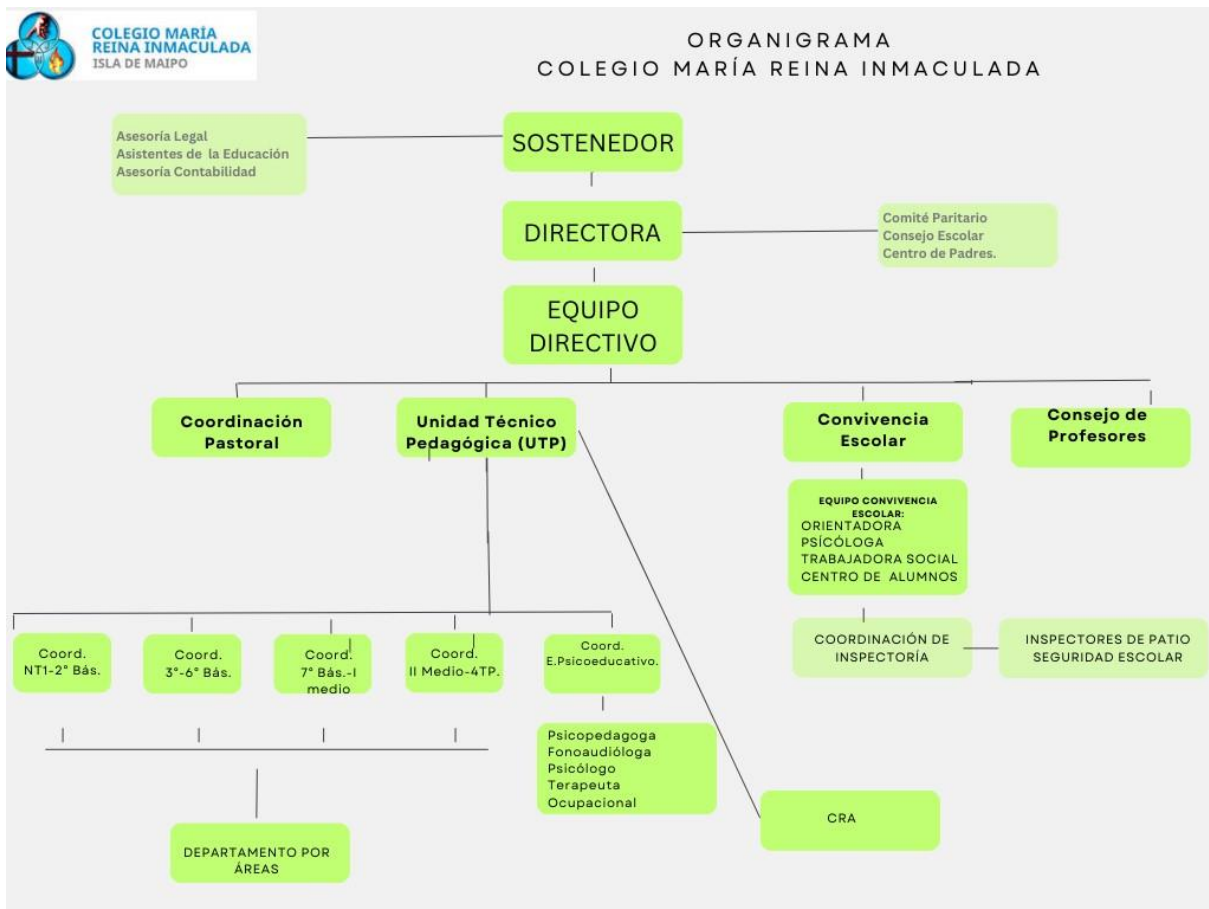 COLEGIO MARÍA
REINA INMACULADA
ISLA DE MAIPO
ORGANIGRAMA
COLEGIO MARÍA REINA INMACULADA
Asesoría Legal
Asistentes de la Educación
Asesoría Contabilidad
SOSTENEDOR
DIRECTORA
Comité Paritario
Consejo Escolar
Centro de Padres.
EQUIPO
DIRECTIVO
Coordinación
Pastoral
Unidad Técnico
Pedagógica (UTP)
Convivencia
Escolar
Consejo de
Profesores
EQUIPO CONVIVENCIA
ESCOLAR:
ORIENTADORA
PSÍCÓLOGA
TRABAJADORA SOCIAL
CENTRO DE ALUMNOS
COORDINACIÓN DE
INSPECTORÍA
INSPECTORES DE PATIO
SEGURIDAD ESCOLAR
Coord.
NT1-2° Bás.
Coord.
3°-6° Bás.
Coord.
7° Bás.-I
medio
Coord.
II Medio-4TP.
Coord.
E.Psicoeducativo.
Psicopedagoga
Fonoaudióloga
Psicólogo
Terapeuta
Ocupacional
CRA
DEPARTAMENTO POR
ÁREAS